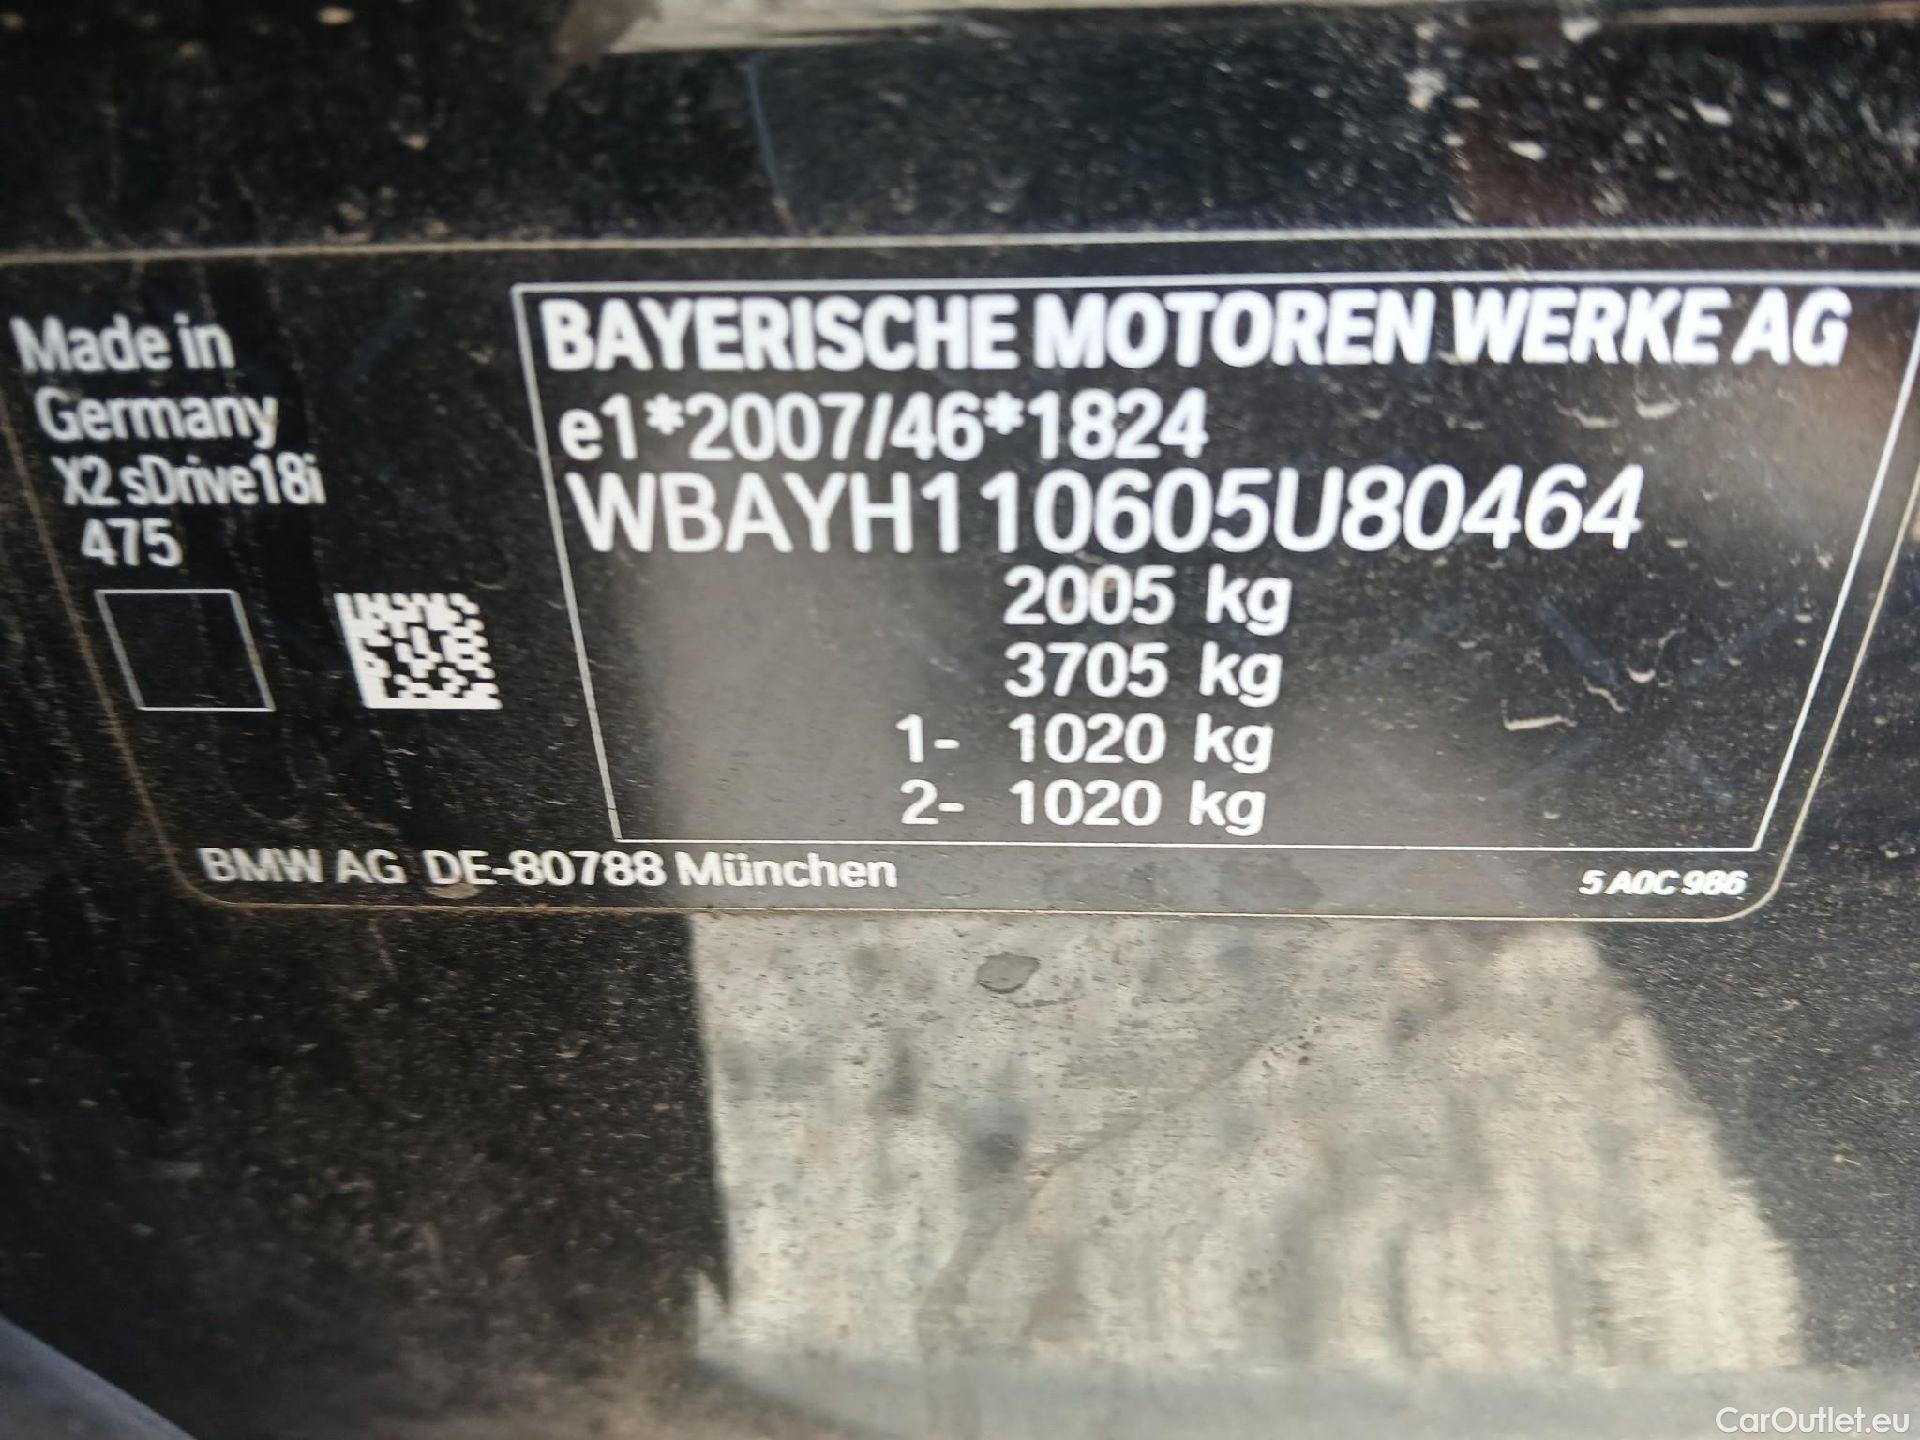 Made in
Germany
X2 sDrive18i
475
BAYERISCHE MOTOREN WERKE AG
e1*2007/46*1824
WBAYH110605U80464
2005 kg
3705 kg
1- 1020 kg
2- 1020 kg
BMW AG DE-80788 München
5 A0C 986
CarOutlet.eu